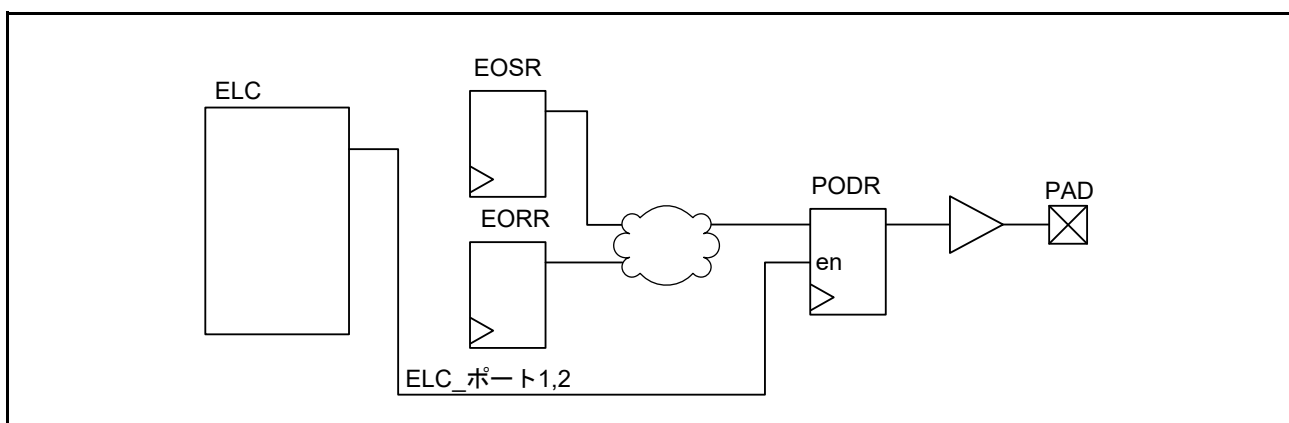 EOSR
ELC
EORR
PODR
PAD
en
ELC_ポート1,2